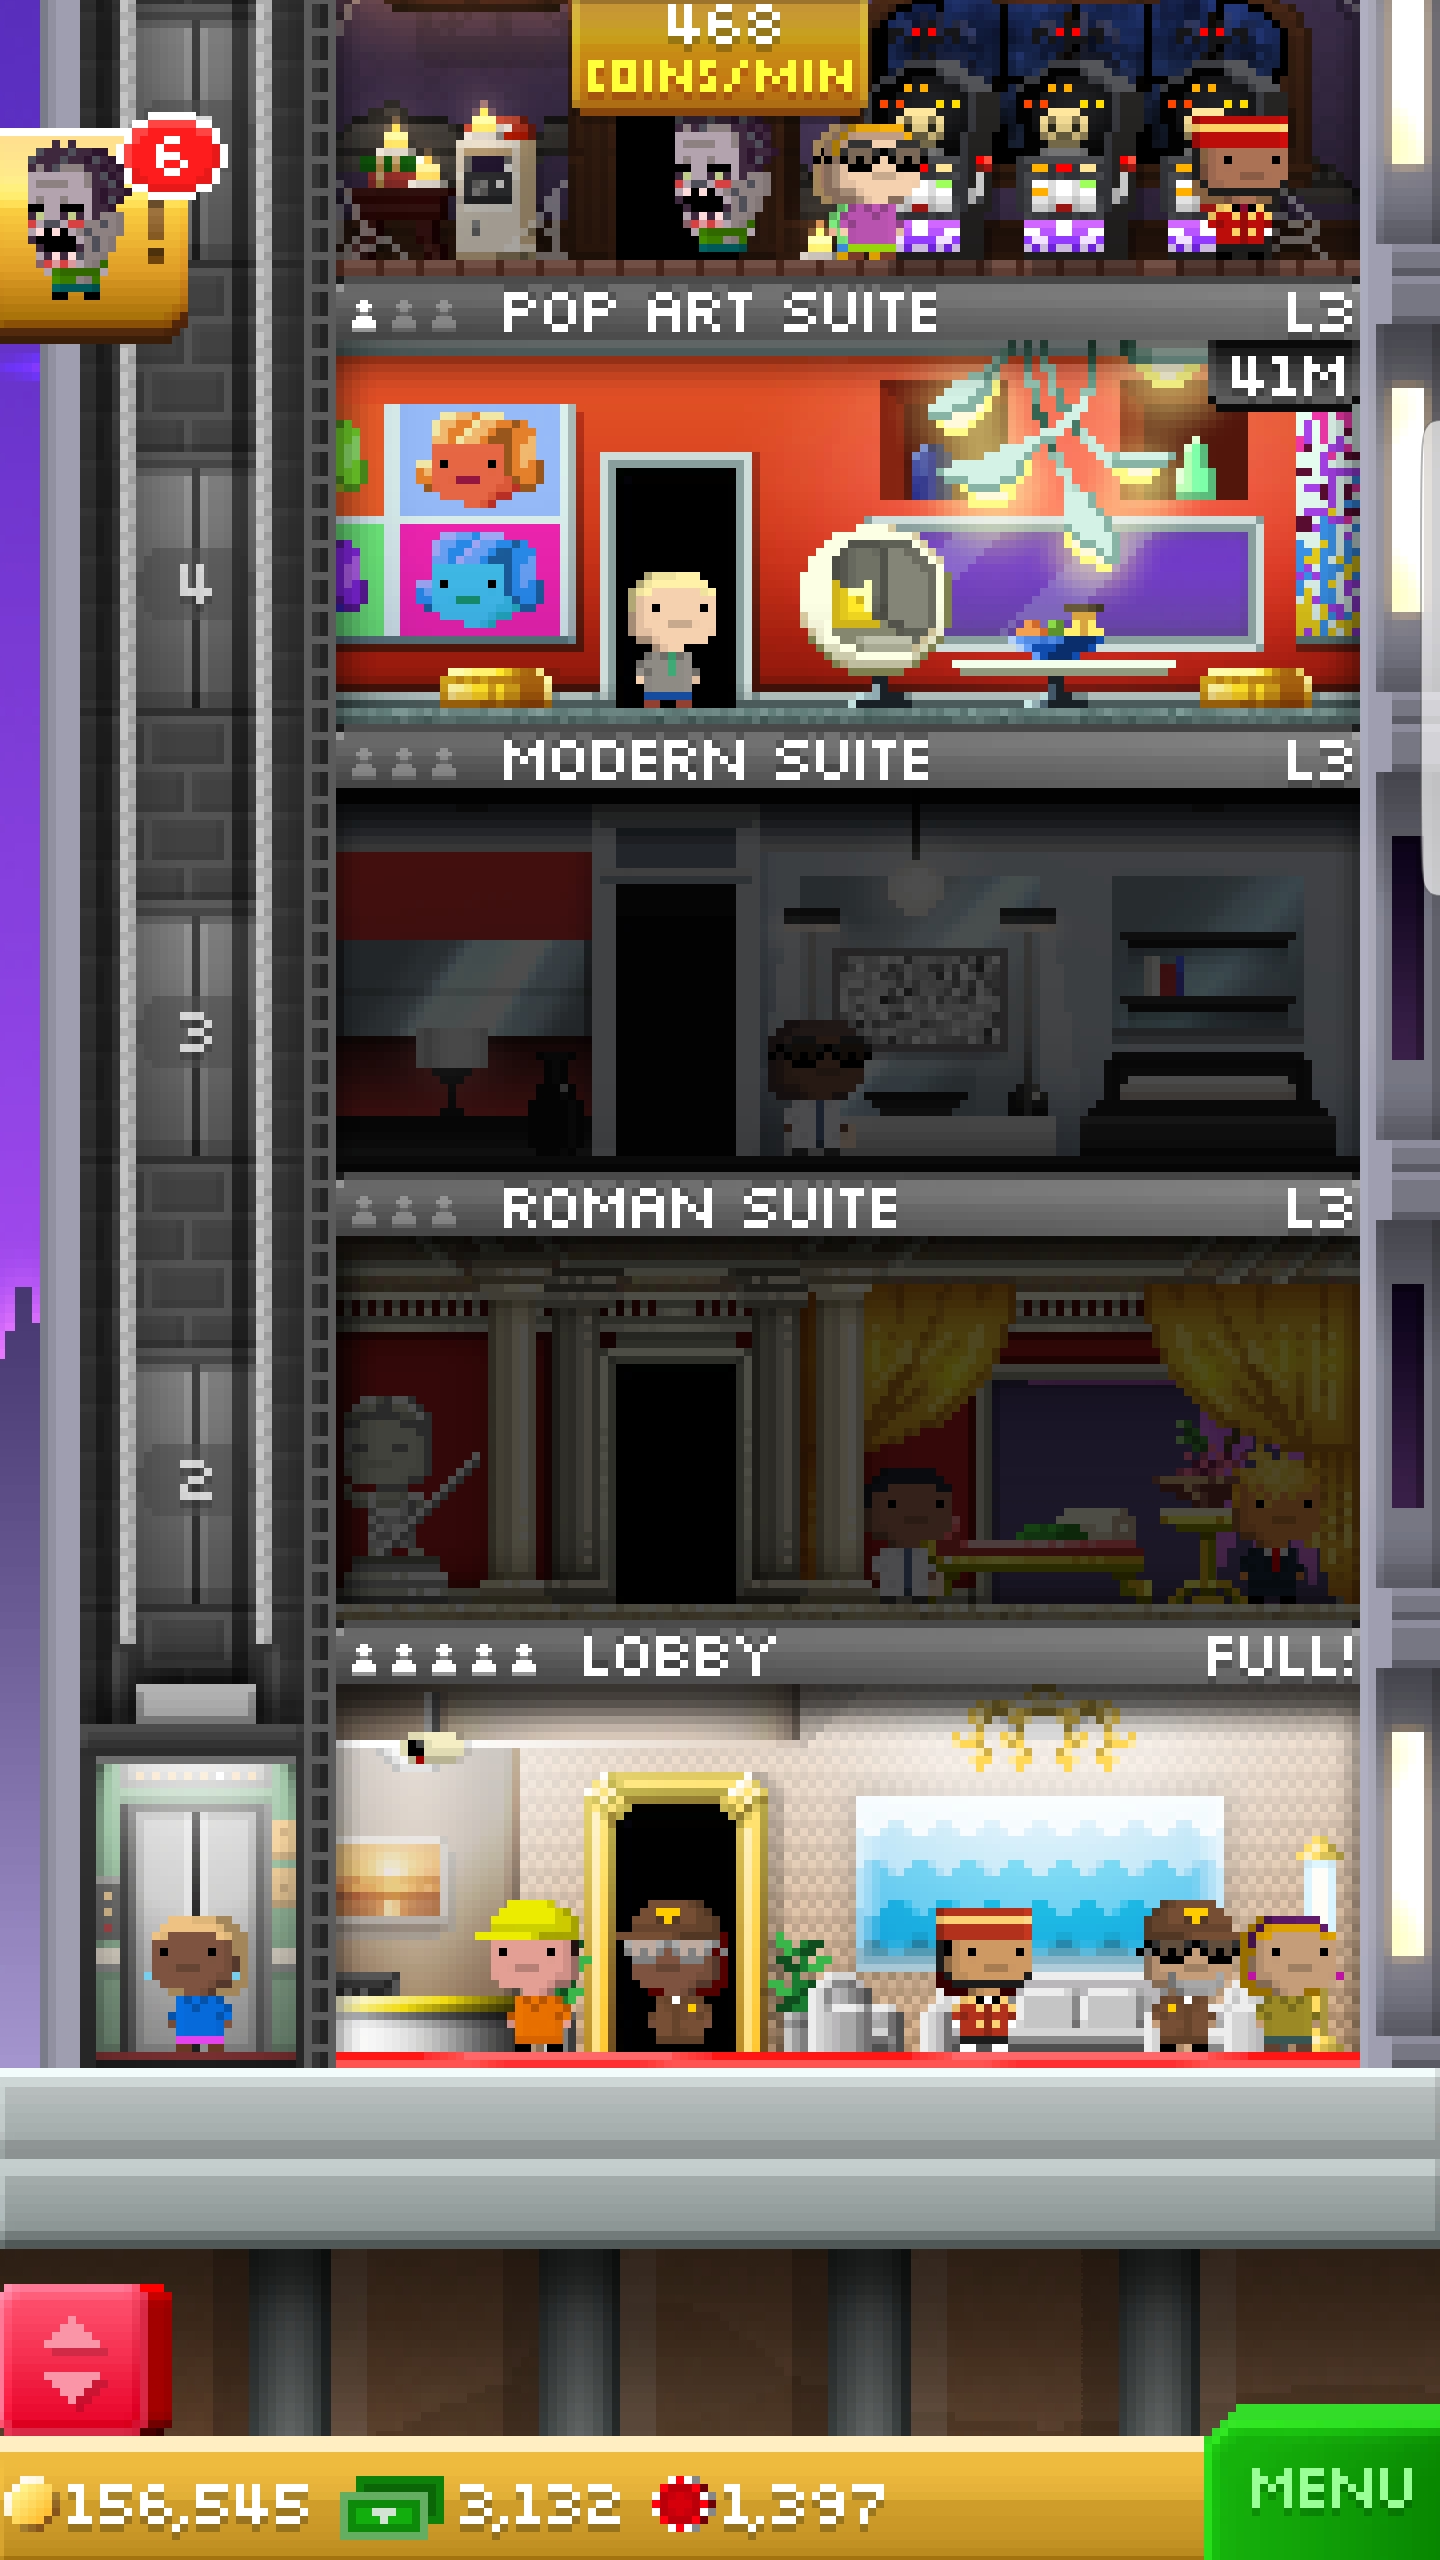 468
COINS/MIN
6
!
POP ART SUITE L3
41M
4
MODERN SUITE L3
3
ROMAN SUITE L3
2
LOBBY FULL!
MENU
156,545 3,132 1,397